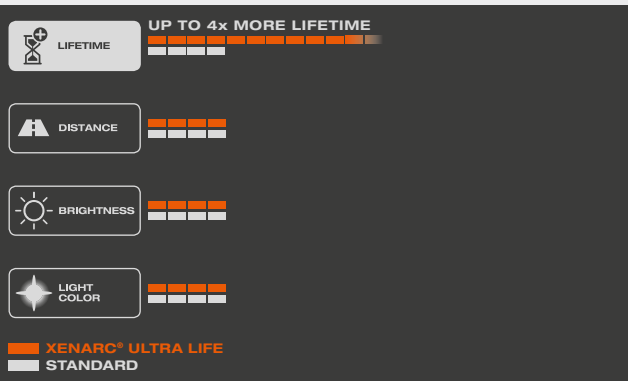 UP TO 4x MORE LIFETIME
LIFETIME
DISTANCE
BRIGHTNESS
LIGHT
COLOR
XENARC® ULTRA LIFE
STANDARD